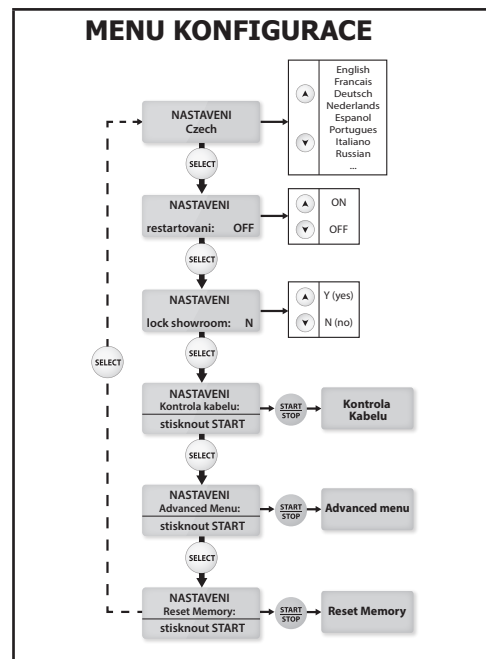 MENU KONFIGURACE
NASTAVENI
Czech
English
Francais
Deutsch
Nederlands
Espanol
Portugues
Italiano
Russian
...
SELECT
NASTAVENI
restartovani: OFF
ON
OFF
SELECT
NASTAVENI
lock showroom: N
Y (yes)
N (no)
SELECT
SELECT
NASTAVENI
Kontrola kabelu:
stisknout START
START
STOP
Kontrola
Kabelu
SELECT
NASTAVENI
Advanced Menu:
stisknout START
START
STOP
Advanced menu
SELECT
NASTAVENI
Reset Memory:
stisknout START
START
STOP
Reset Memory